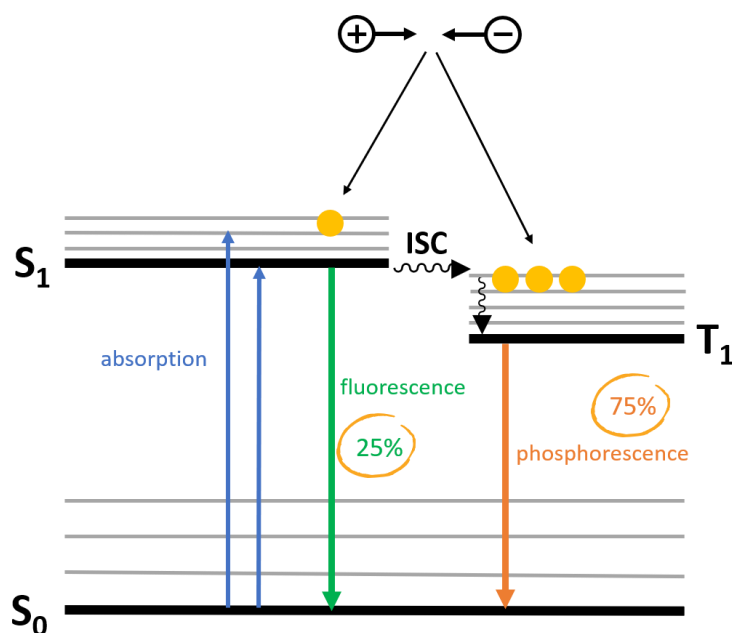 +
−
ISC
S1
T1
absorption
fluorescence
25%
75%
phosphorescence
S0